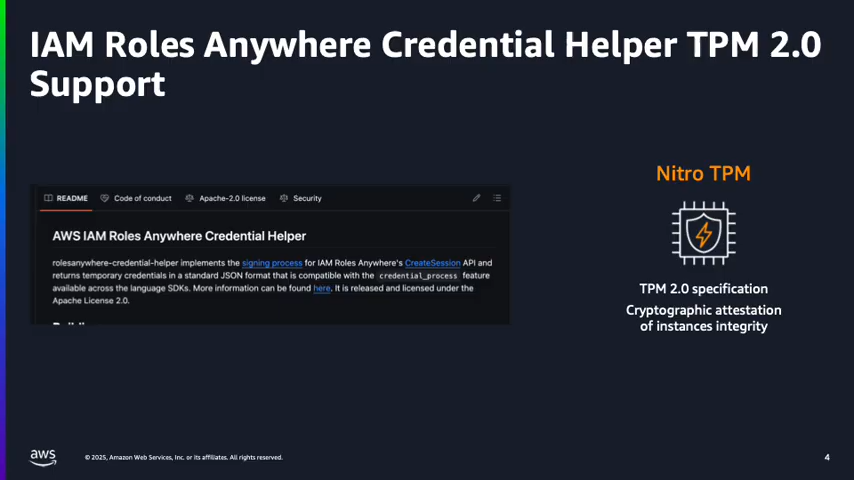 IAM Roles Anywhere Credential Helper TPM 2.0
Support
README
Code of conduct
Apache-2.0 license
Security
AWS IAM Roles Anywhere Credential Helper
rolesanywhere-credential-helper implements the signing process for IAM Roles Anywhere's CreateSession API and
returns temporary credentials in a standard JSON format that is compatible with the credential_process feature
available across the language SDKs. More information can be found here. It is released and licensed under the
Apache License 2.0.
Nitro TPM
TPM 2.0 specification
Cryptographic attestation
of instances integrity
aws
© 2025, Amazon Web Services, Inc. or its affiliates. All rights reserved.
4